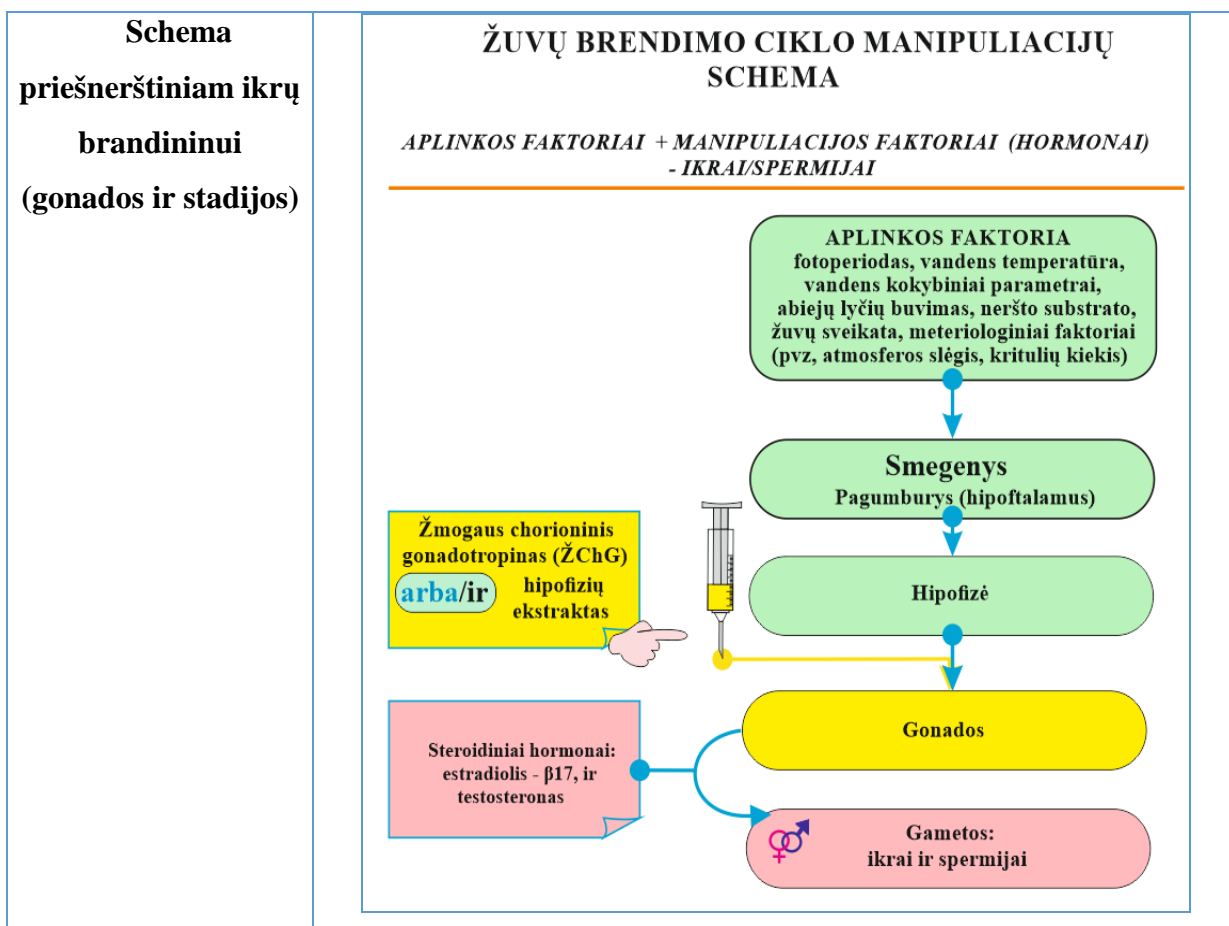 Schema
priešnerštiniam ikrų
brandininui
(gonados ir stadijos)
ŽUVŲ BRENDIMO CIKLO MANIPULIACIJŲ
SCHEMA
APLINKOS FAKTORIAI + MANIPULIACIJOS FAKTORIAI (HORMONAI)
- IKRAI/SPERMIJAI
APLINKOS FAKTORIA
fotoperiodas, vandens temperatūra,
vandens kokybiniai parametrai,
abiejų lyčių buvimas, neršto substrato,
žuvų sveikata, meteriologiniai faktoriai
(pvz, atmosferos slėgis, kritulių kiekis)
Smegenys
Pagumburys (hipoftalamus)
Žmogaus chorioninis
gonadotropinas (ŽChG)
arba/ir hipofizių
ekstraktas
Hipofizė
Gonados
Steroidiniai hormonai:
estradiolis - β17, ir
testosteronas
Gametos:
ikrai ir spermijai